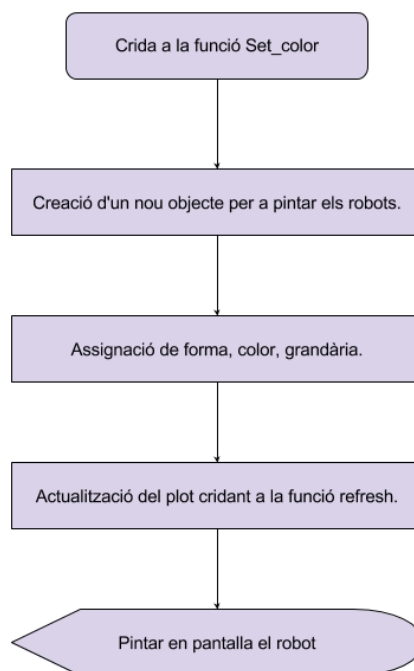 Crida a la funció Set_color
Creació d'un nou objecte per a pintar els robots.
Assignació de forma, color, grandària.
Actualització del plot cridant a la funció refresh.
Pintar en pantalla el robot